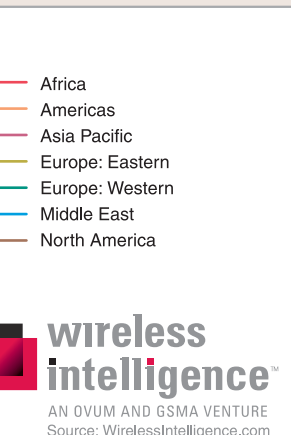 Africa
Americas
Asia Pacific
Europe: Eastern
Europe: Western
Middle East
North America
wireless
intelligence™
AN OVUM AND GSMA VENTURE
Source: WirelessIntelligence.com